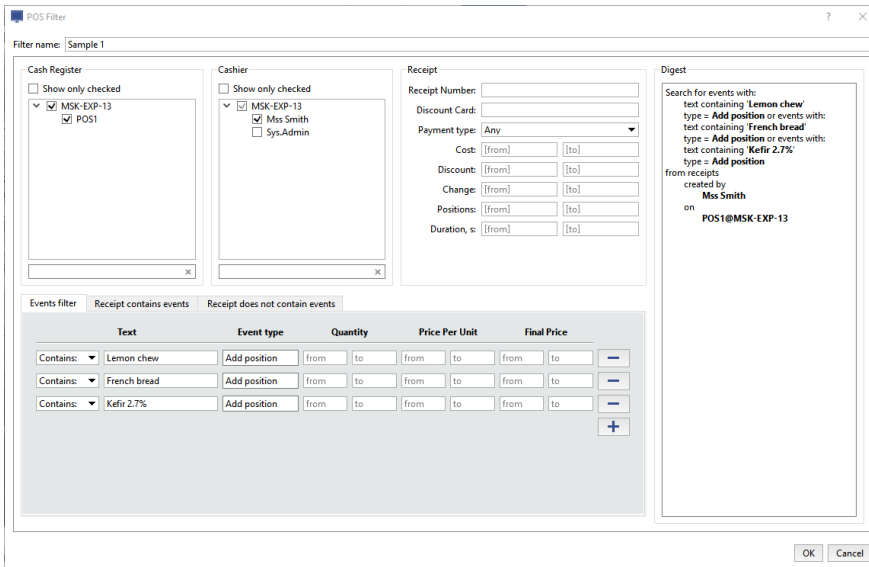 POS Filter
Filter name: Sample 1
Cash Register
Show only checked
MSK-EXP-13
POS1
Cashier
Show only checked
MSK-EXP-13
Mss Smith
Sys.Admin
Receipt
Receipt Number:
Discount Card:
Payment type: Any
Cost: [from] [to]
Discount: [from] [to]
Change: [from] [to]
Positions: [from] [to]
Duration, s: [from] [to]
Digest
Search for events with:
text containing 'Lemon chew'
type = Add position or events with:
text containing 'French bread'
type = Add position or events with:
text containing 'Kefir 2.7%'
type = Add position
from receipts
created by
Mss Smith
on
POS1@MSK-EXP-13
Events filter Receipt contains events Receipt does not contain events
Text Event type Quantity Price Per Unit Final Price
Contains: Lemon chew Add position from to from to from to
Contains: French bread Add position from to from to from to
Contains: Kefir 2.7% Add position from to from to from to
OK Cancel